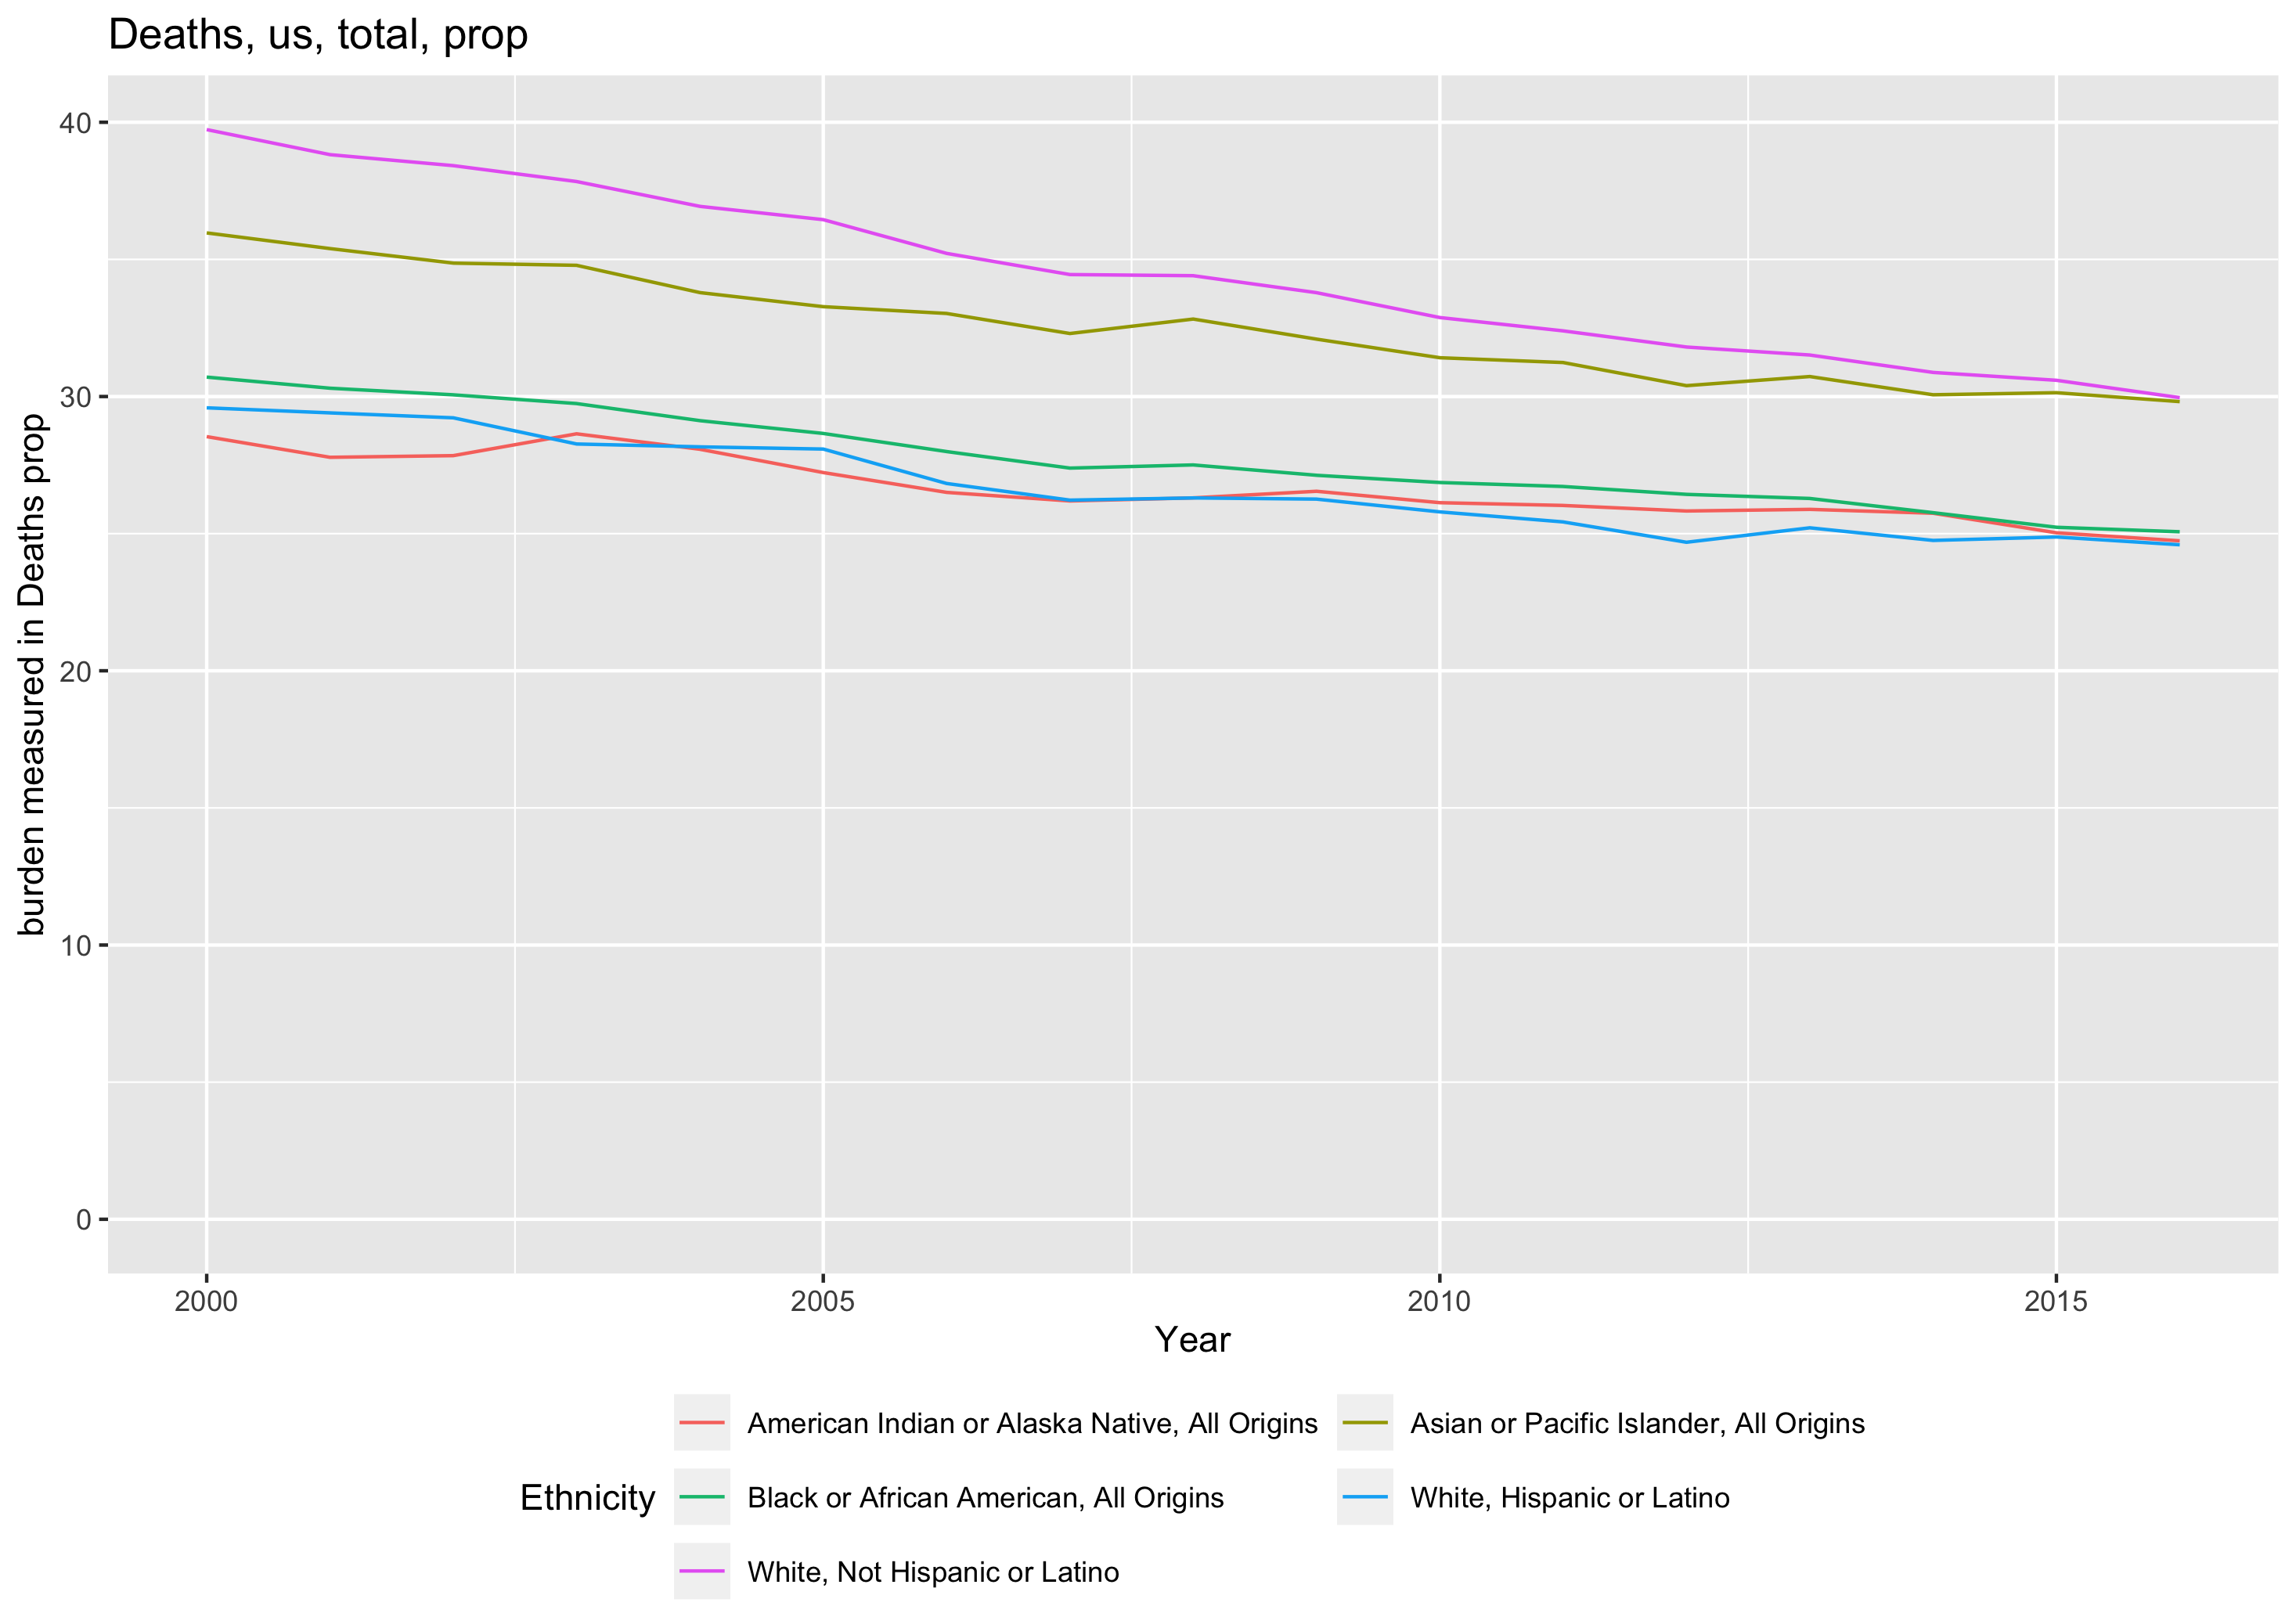 Deaths, us, total, prop
burden measured in Deaths prop
40
30
20
10
0
2000 2005 2010 2015
Year
Ethnicity
American Indian or Alaska Native, All Origins Asian or Pacific Islander, All Origins
Black or African American, All Origins White, Hispanic or Latino
White, Not Hispanic or Latino